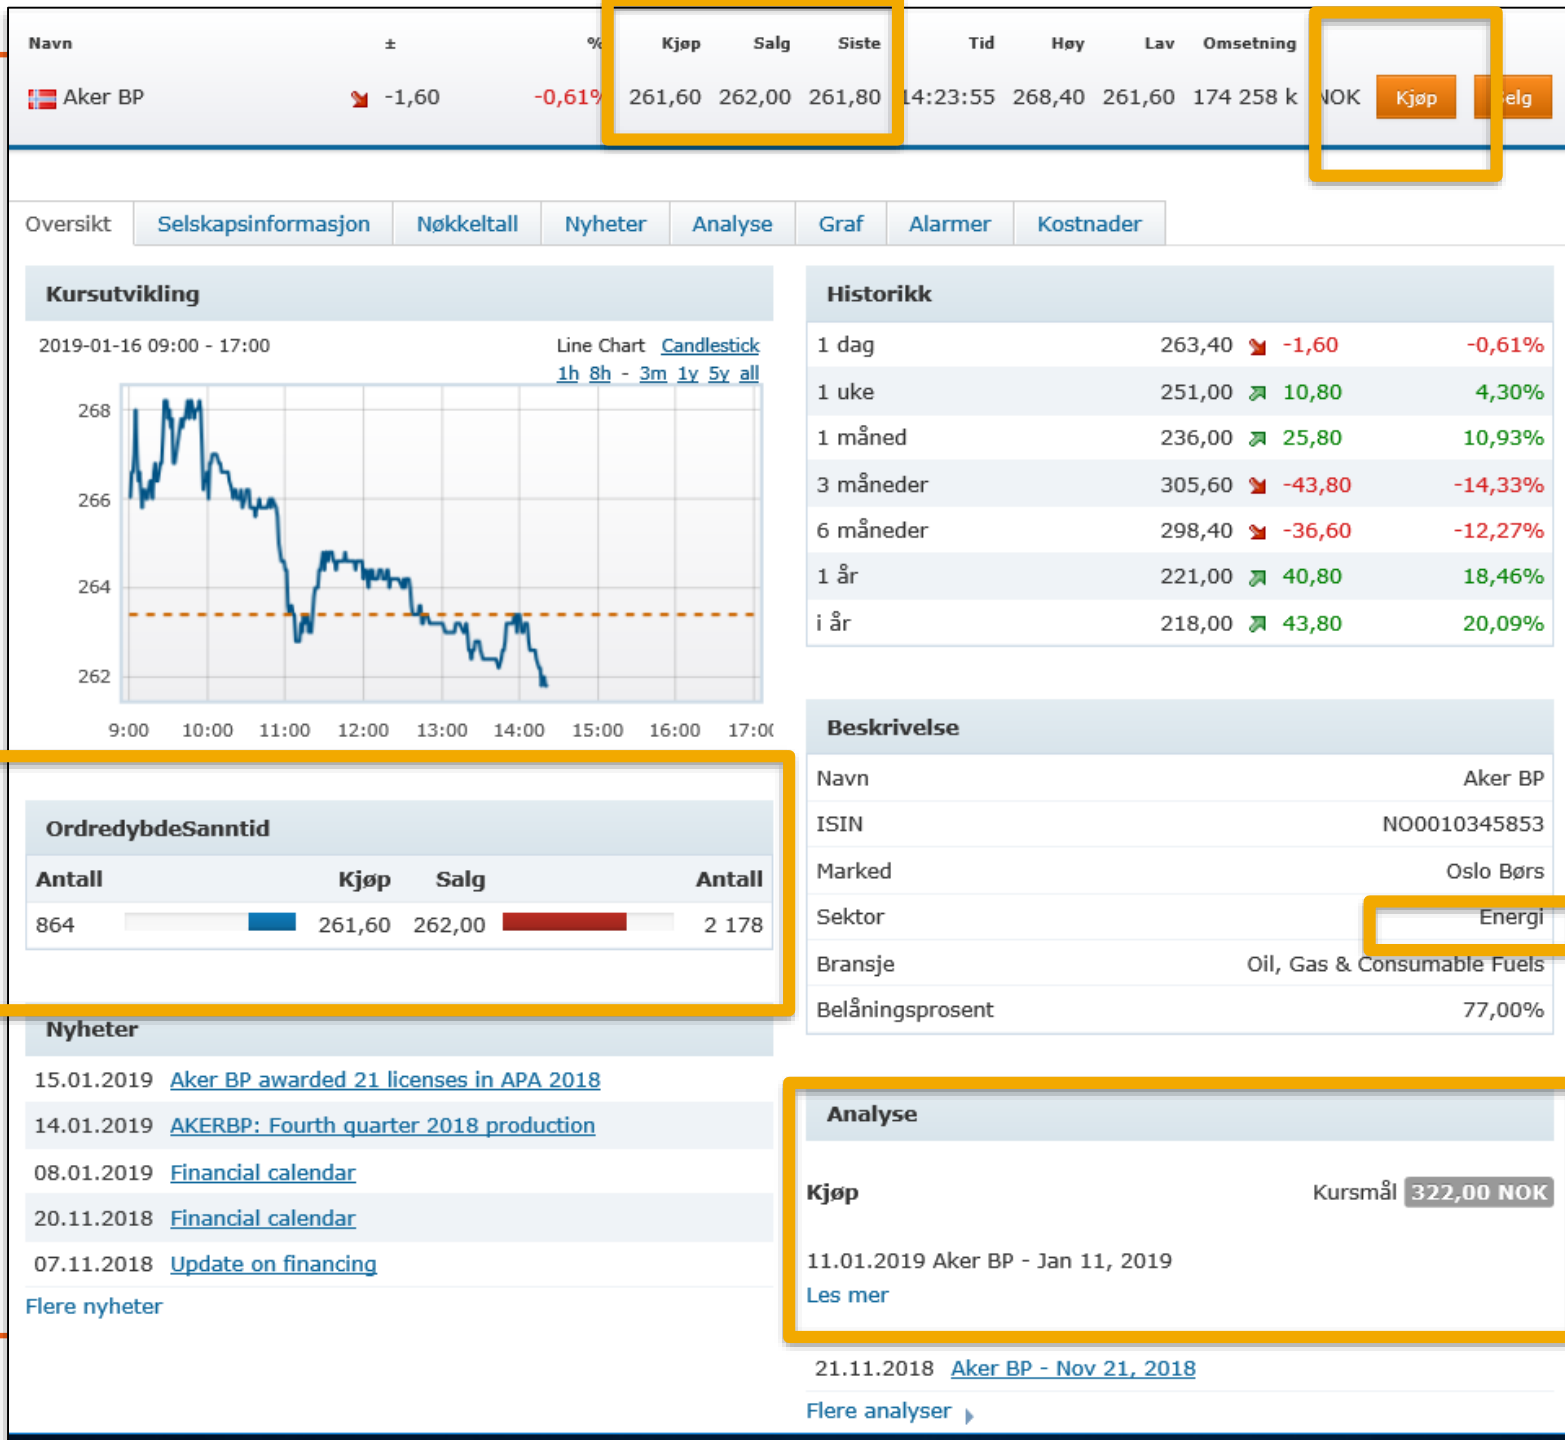 Navn ± % Kjøp Salg Siste Tid Høy Lav Omsetning
Aker BP -1,60 -0,61% 261,60 262,00 261,80 14:23:55 268,40 261,60 174 258 k NOK Kjøp Selg
Oversikt Selskapsinformasjon Nøkkeltall Nyheter Analyse Graf Alarmer Kostnader
Kursutvikling
2019-01-16 09:00 - 17:00 Line Chart Candlestick
1h 8h - 3m 1y 5y all
268
266
264
262
9:00 10:00 11:00 12:00 13:00 14:00 15:00 16:00 17:00
OrdredybdeSanntid
Antall Kjøp Salg Antall
864 261,60 262,00 2 178
Nyheter
15.01.2019 Aker BP awarded 21 licenses in APA 2018
14.01.2019 AKERBP: Fourth quarter 2018 production
08.01.2019 Financial calendar
20.11.2018 Financial calendar
07.11.2018 Update on financing
Flere nyheter
Historikk
1 dag 263,40 -1,60 -0,61%
1 uke 251,00 10,80 4,30%
1 måned 236,00 25,80 10,93%
3 måneder 305,60 -43,80 -14,33%
6 måneder 298,40 -36,60 -12,27%
1 år 221,00 40,80 18,46%
i år 218,00 43,80 20,09%
Beskrivelse
Navn Aker BP
ISIN NO0010345853
Marked Oslo Børs
Sektor Energi
Bransje Oil, Gas & Consumable Fuels
Belåningsprosent 77,00%
Analyse
Kjøp Kursmål 322,00 NOK
11.01.2019 Aker BP - Jan 11, 2019
Les mer
21.11.2018 Aker BP - Nov 21, 2018
Flere analyser